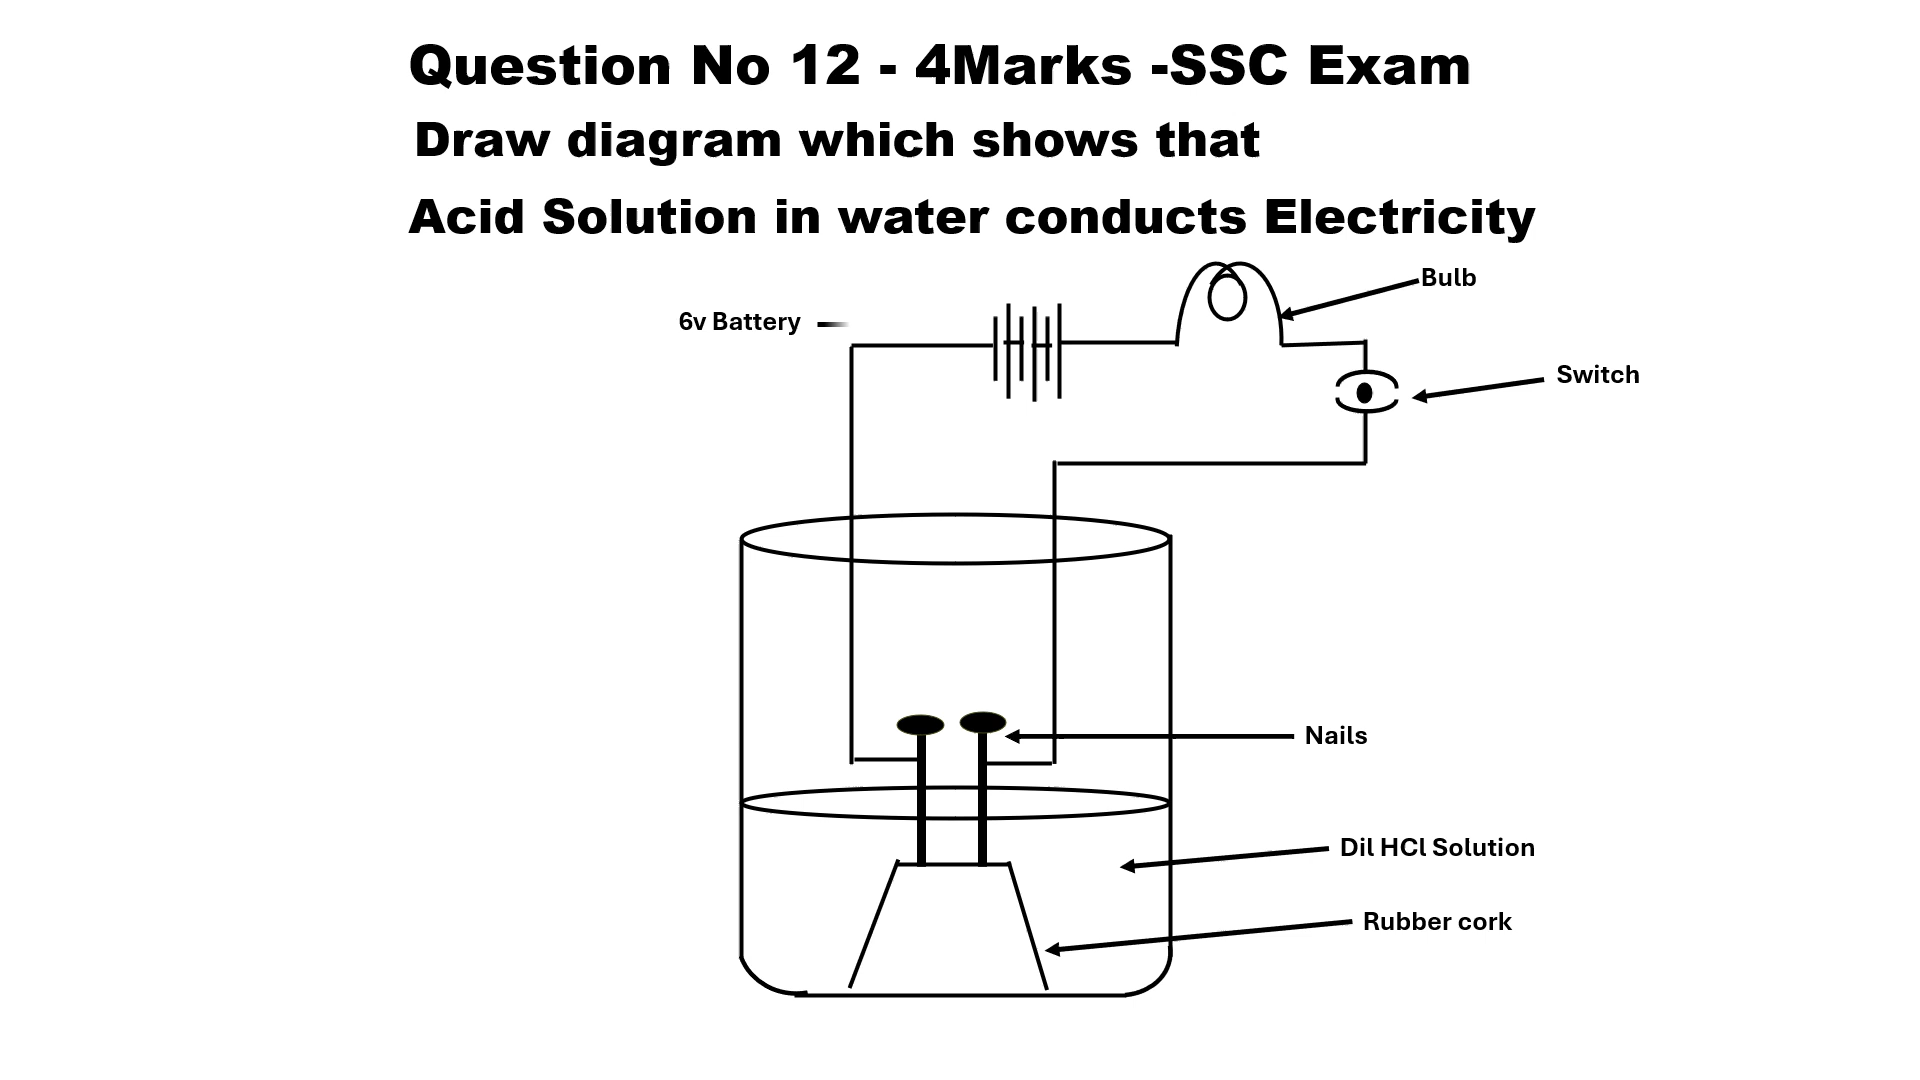 Question No 12 - 4Marks -SSC Exam
Draw diagram which shows that
Acid Solution in water conducts Electricity
Bulb
6v Battery
Switch
Nails
Dil HCl Solution
Rubber cork